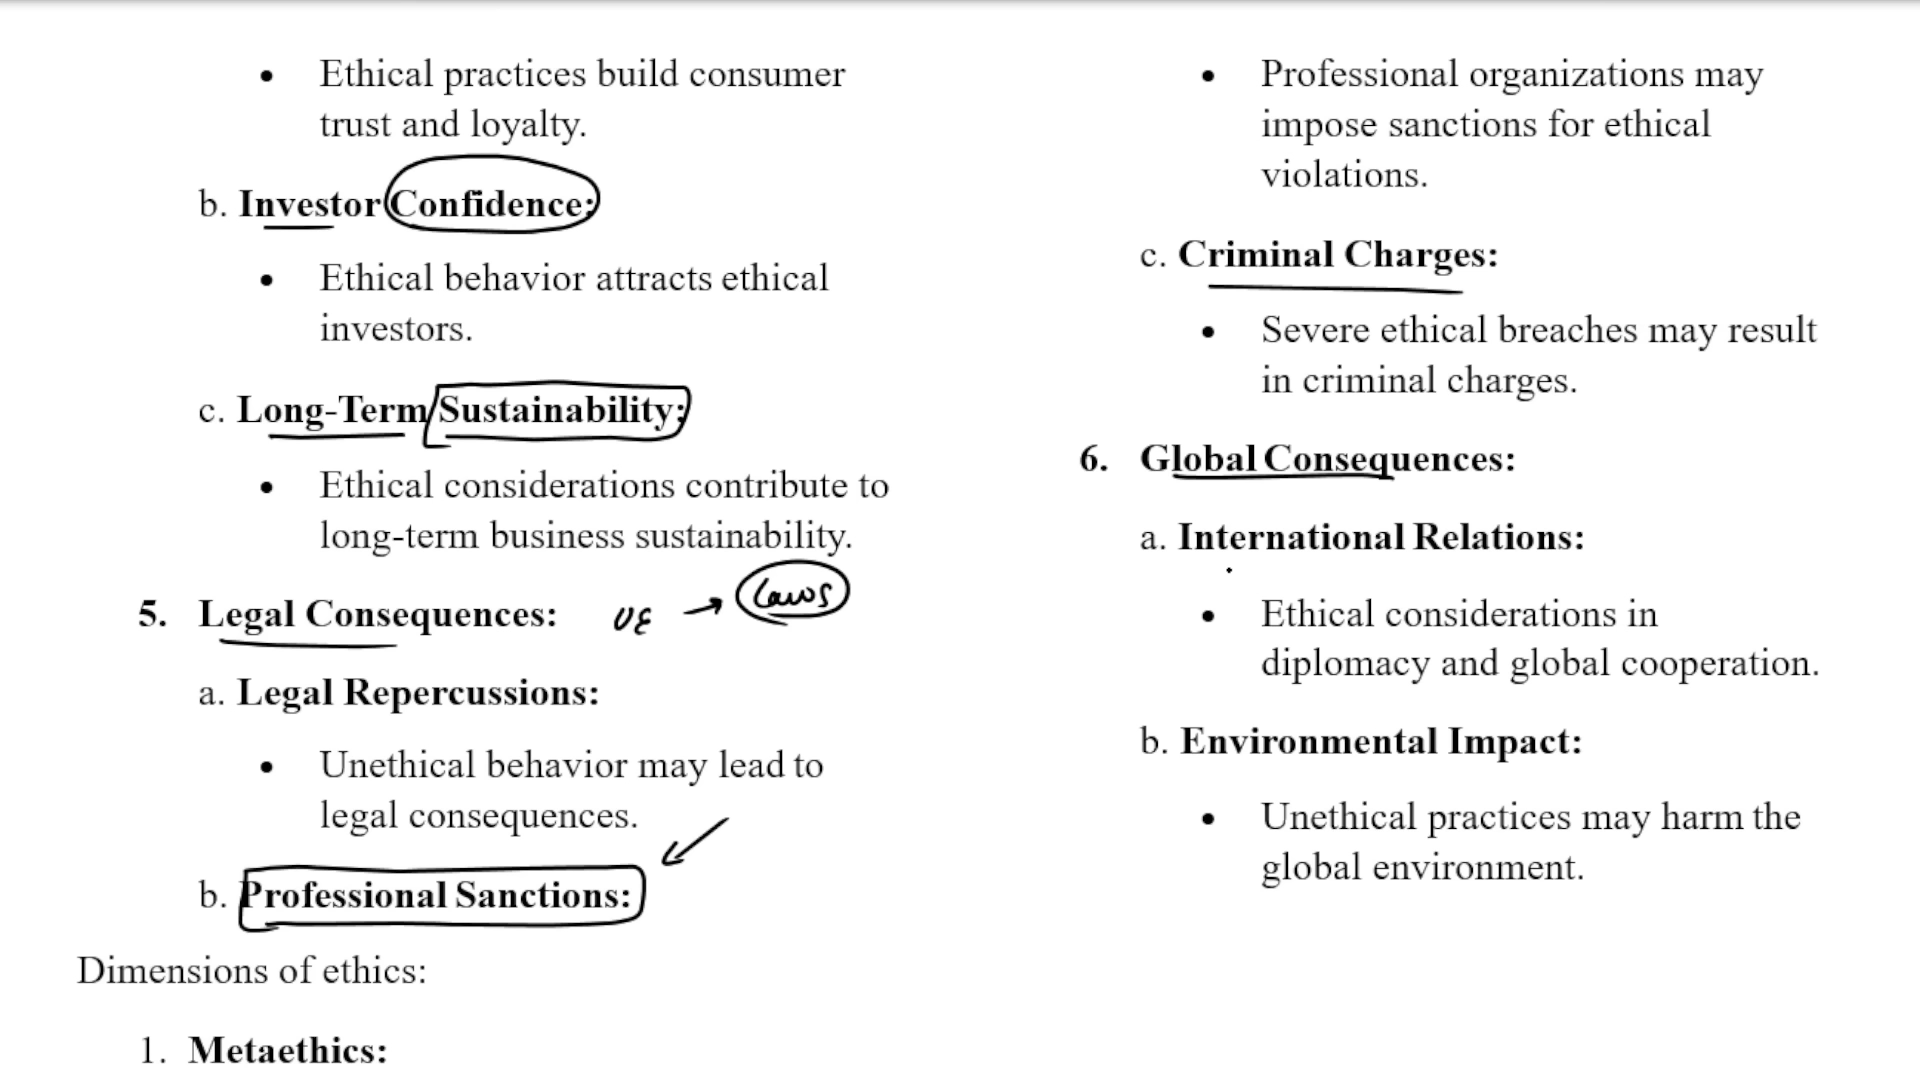 • Ethical practices build consumer
trust and loyalty.
b. Investor Confidence:
• Ethical behavior attracts ethical
investors.
c. Long-Term Sustainability:
• Ethical considerations contribute to
long-term business sustainability.
5. Legal Consequences: UE → Laws
a. Legal Repercussions:
• Unethical behavior may lead to
legal consequences.
b. Professional Sanctions:
• Professional organizations may
impose sanctions for ethical
violations.
c. Criminal Charges:
• Severe ethical breaches may result
in criminal charges.
6. Global Consequences:
a. International Relations:
• Ethical considerations in
diplomacy and global cooperation.
b. Environmental Impact:
• Unethical practices may harm the
global environment.
Dimensions of ethics:
1. Metaethics: